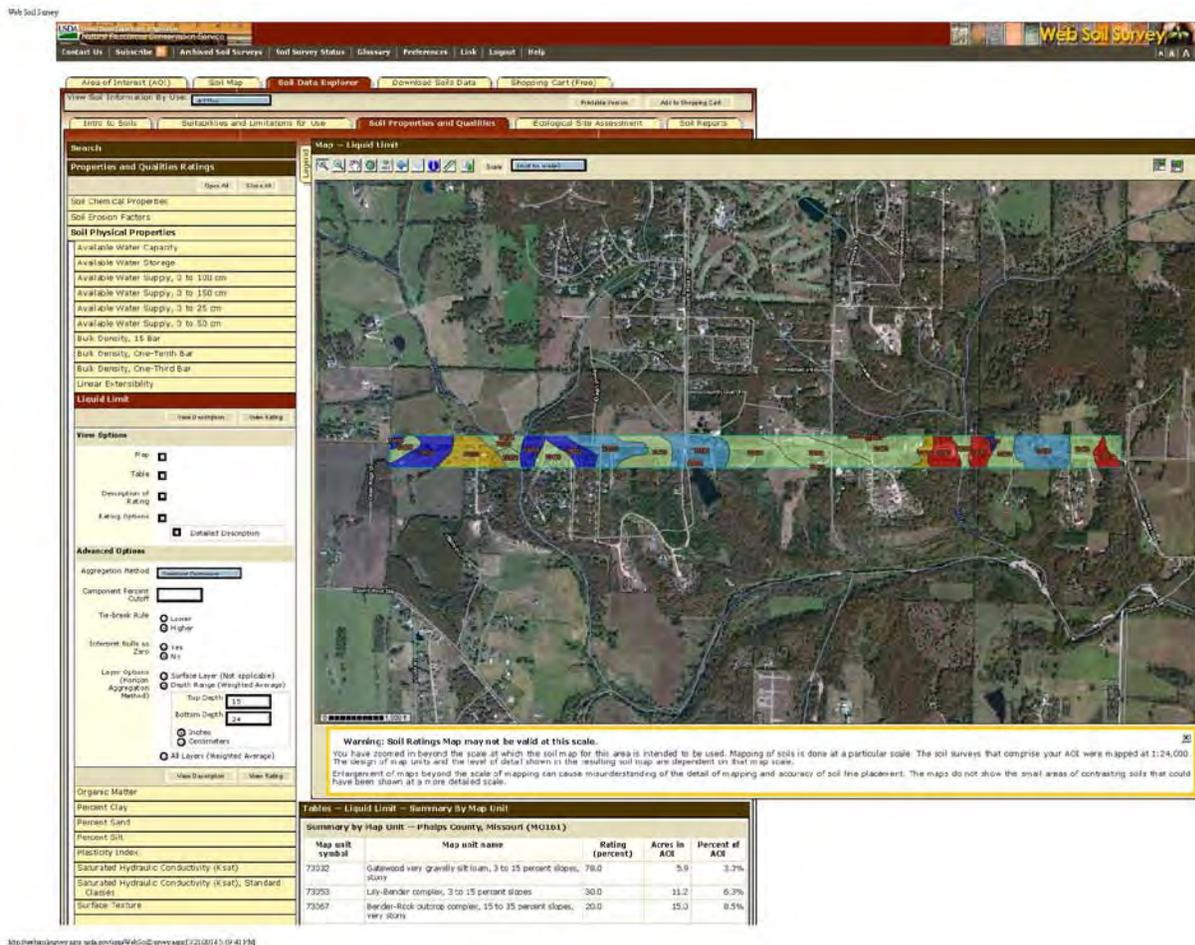 Web Soil Survey
USDA United States Department of Agriculture
Natural Resources Conservation Service
Web Soil Survey
Contact Us | Subscribe | Archived Soil Surveys | Soil Survey Status | Glossary | Preferences | Link | Logout | Help
A A A
Area of Interest (AOI) Soil Map Soil Data Explorer Download Soils Data Shopping Cart (Free)
View Soil Information By Use:
Printable Version Add to Shopping Cart
Intro to Soils Suitabilities and Limitations for Use Soil Properties and Qualities Ecological Site Assessment Soil Reports
Search
Properties and Qualities Ratings
Open All Close All
Soil Chemical Properties
Soil Erosion Factors
Soil Physical Properties
Available Water Capacity
Available Water Storage
Available Water Supply, 0 to 100 cm
Available Water Supply, 0 to 150 cm
Available Water Supply, 0 to 25 cm
Available Water Supply, 0 to 50 cm
Bulk Density, 15 Bar
Bulk Density, One-Tenth Bar
Bulk Density, One-Third Bar
Linear Extensibility
Liquid Limit
View Description View Rating
View Options
Map
Table
Description of Rating
Rating Options
Detailed Description
Advanced Options
Aggregation Method
Component Percent Cutoff
Tie-break Rule
Lower
Higher
Interpret Nulls as Zero
Yes
No
Layer Options (Horizon Aggregation Method)
Surface Layer (Not applicable)
Depth Range (Weighted Average)
Top Depth 15
Bottom Depth 24
Inches
Centimeters
All Layers (Weighted Average)
View Description View Rating
Organic Matter
Percent Clay
Percent Sand
Percent Silt
Plasticity Index
Saturated Hydraulic Conductivity (Ksat)
Saturated Hydraulic Conductivity (Ksat), Standard Classes
Surface Texture
Legend
Map — Liquid Limit
Scale
Warning: Soil Ratings Map may not be valid at this scale.
You have zoomed in beyond the scale at which the soil map for this area is intended to be used. Mapping of soils is done at a particular scale. The soil surveys that comprise your AOI were mapped at 1:24,000.
The design of map units and the level of detail shown in the resulting soil map are dependent on that map scale.
Enlargement of maps beyond the scale of mapping can cause misunderstanding of the detail of mapping and accuracy of soil line placement. The maps do not show the small areas of contrasting soils that could
have been shown at a more detailed scale.
Tables — Liquid Limit — Summary By Map Unit
Summary by Map Unit — Phelps County, Missouri (MO161)
Map unit symbol Map unit name Rating (percent) Acres in AOI Percent of AOI
73032 Gatewood very gravelly silt loam, 3 to 15 percent slopes, stony 78.0 5.9 3.3%
73053 Lily-Bender complex, 3 to 15 percent slopes 30.0 11.2 6.3%
73067 Bender-Rock outcrop complex, 15 to 35 percent slopes, very stony 20.0 15.0 8.5%